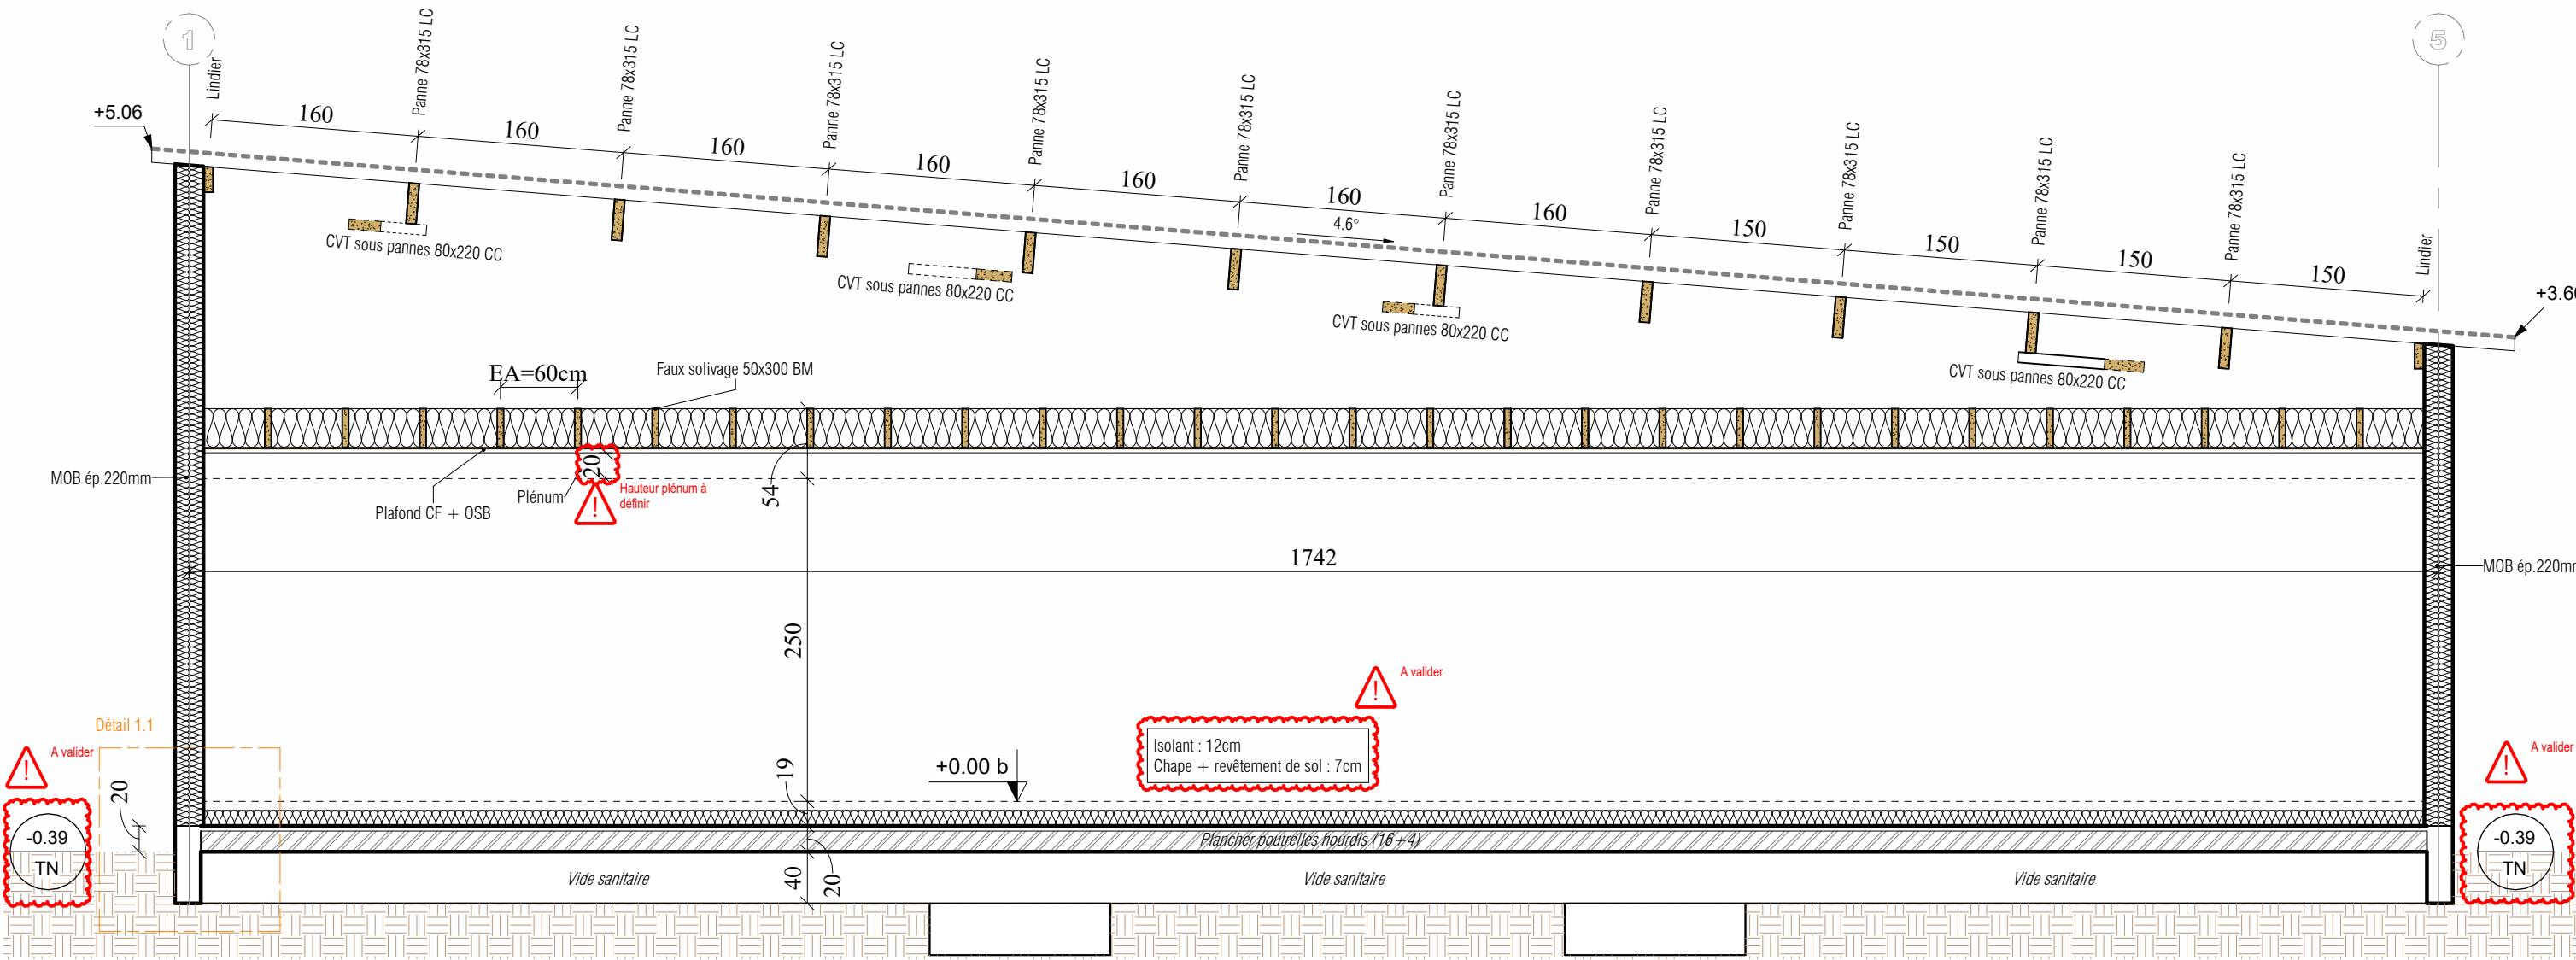 1
5
Lindier
Panne 78x315 LC
Panne 78x315 LC
Panne 78x315 LC
Panne 78x315 LC
Panne 78x315 LC
Panne 78x315 LC
Panne 78x315 LC
Panne 78x315 LC
Panne 78x315 LC
Panne 78x315 LC
Lindier
+5.06
160
160
160
160
160
160
160
150
150
150
150
4.6°
CVT sous pannes 80x220 CC
CVT sous pannes 80x220 CC
CVT sous pannes 80x220 CC
CVT sous pannes 80x220 CC
EA=60cm
Faux solivage 50x300 BM
MOB ép.220mm
Plafond CF + OSB
Plénum
20
!
Hauteur plénum à
définir
54
1742
MOB ép.220m
250
!
A valider
Isolant : 12cm
Chape + revêtement de sol : 7cm
+0.00 b
19
Détail 1.1
!
A valider
20
-0.39
TN
!
A valider
-0.39
TN
Plancher poutrelles hourdis (16+4)
40
20
Vide sanitaire
Vide sanitaire
Vide sanitaire